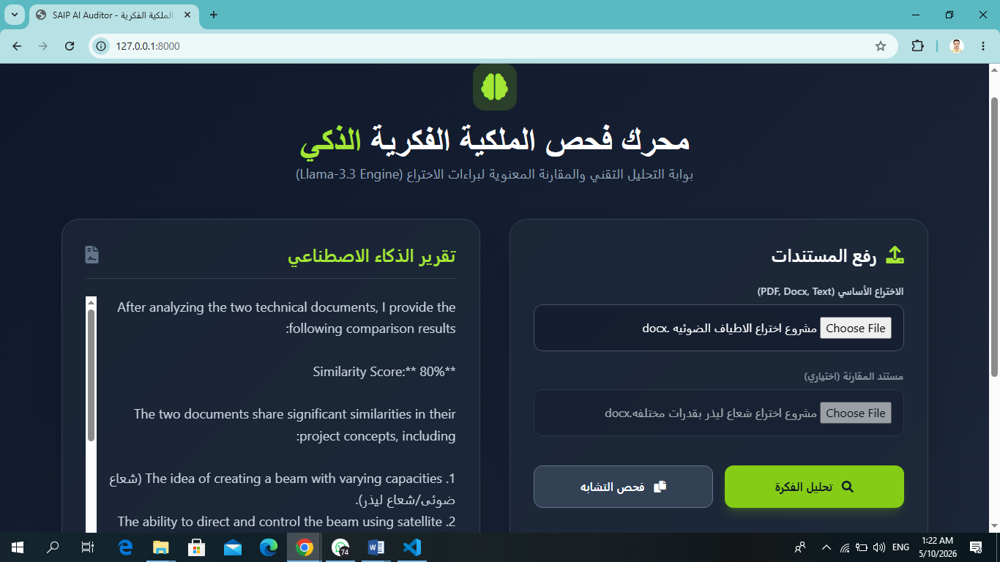 SAIP AI Auditor - الملكية الفكرية
127.0.0.1:8000
محرك فحص الملكية الفكرية الذكي
بوابة التحليل التقني والمقارنة المعنوية لبراءات الاختراع (Llama-3.3 Engine)
رفع المستندات
الاختراع الأساسي (PDF, Docx, Text)
Choose File مشروع اختراع الاطياف الضوئيه .docx
مستند المقارنة (اختياري)
Choose File مشروع اختراع شعاع ليذر بقدرات مختلفه.docx
تحليل الفكرة
فحص التشابه
تقرير الذكاء الاصطناعي
After analyzing the two technical documents, I provide the
following comparison results:
**Similarity Score:** 80%
The two documents share significant similarities in their
project concepts, including:
1. The idea of creating a beam with varying capacities (شعاع
ضوئى/شعاع ليذر).
2. The ability to direct and control the beam using satellite
74
ENG
1:22 AM
5/10/2026